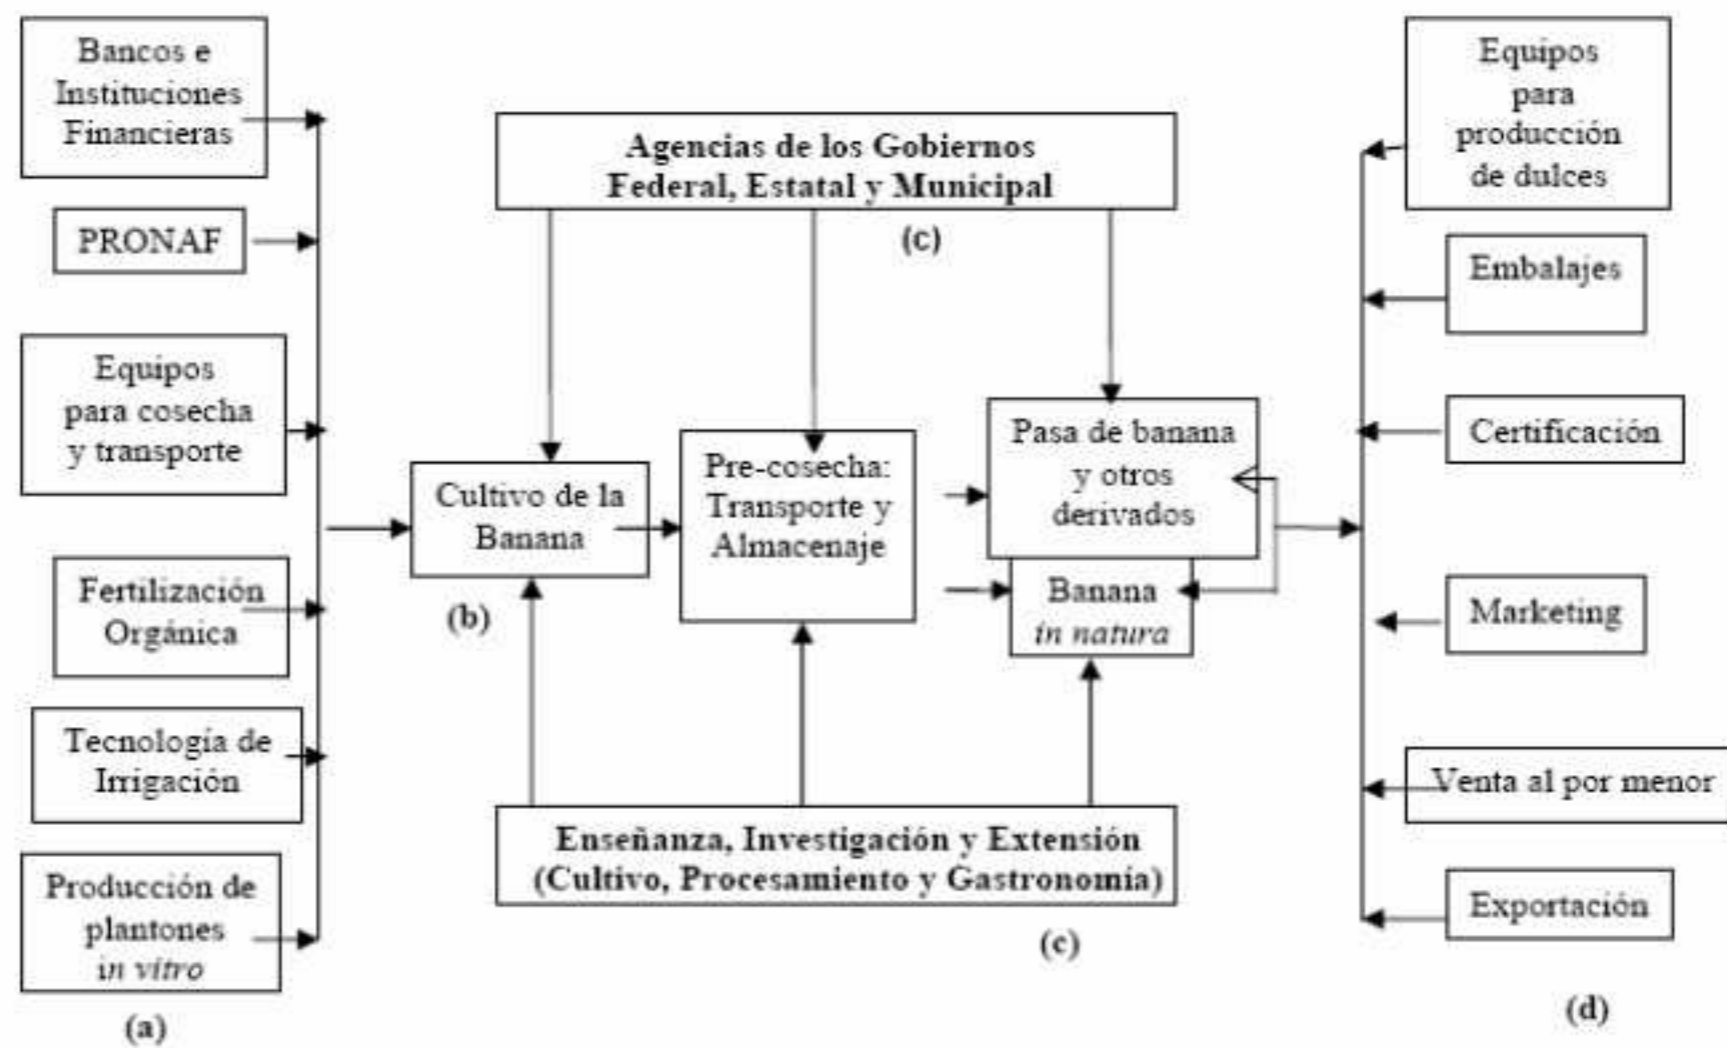 Bancos e
Instituciones
Financieras
PRONAF
Equipos
para cosecha
y transporte
Fertilización
Orgánica
Tecnología de
Irrigación
Producción de
plantones
in vitro
(a)
Agencias de los Gobiernos
Federal, Estatal y Municipal
(c)
Cultivo de la
Banana
(b)
Pre-cosecha:
Transporte y
Almacenaje
Pasa de banana
y otros
derivados
Banana
in natura
Enseñanza, Investigación y Extensión
(Cultivo, Procesamiento y Gastronomía)
(c)
Equipos
para
producción
de dulces
Embalajes
Certificación
Marketing
Venta al por menor
Exportación
(d)